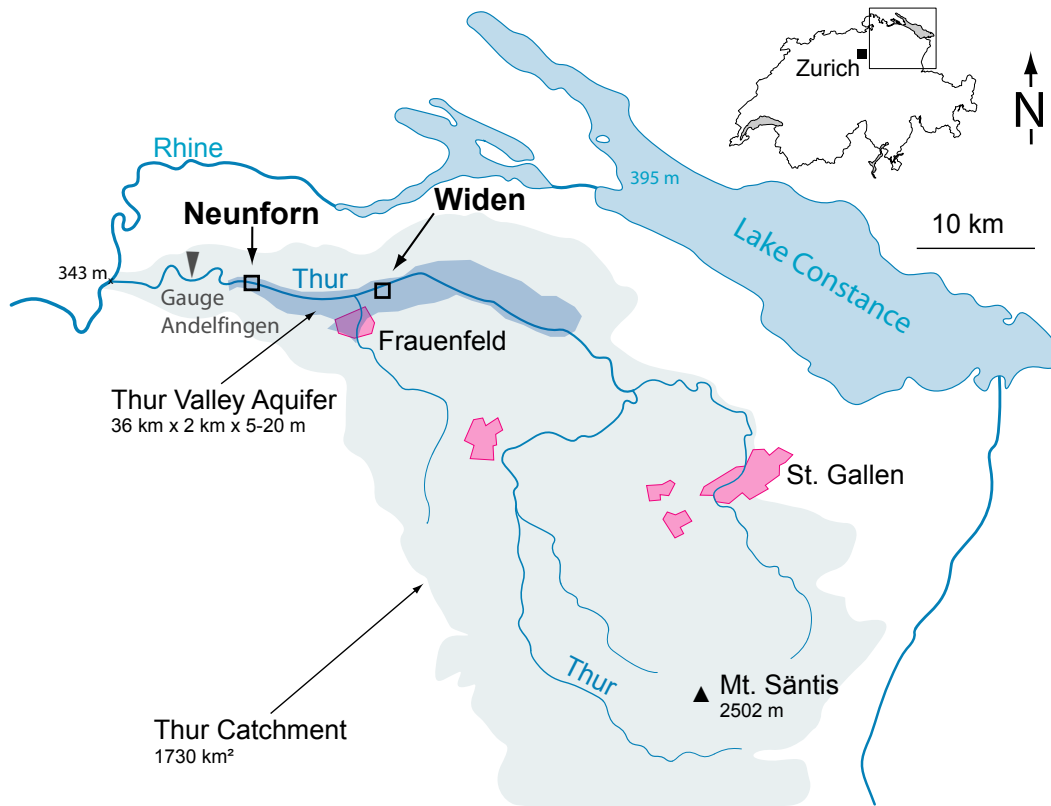 Zurich
N
Rhine
395 m
Neunforn
Widen
10 km
Lake Constance
343 m
Thur
Gauge
Andelfingen
Frauenfeld
Thur Valley Aquifer
36 km x 2 km x 5-20 m
St. Gallen
Thur
Mt. Säntis
2502 m
Thur Catchment
1730 km²